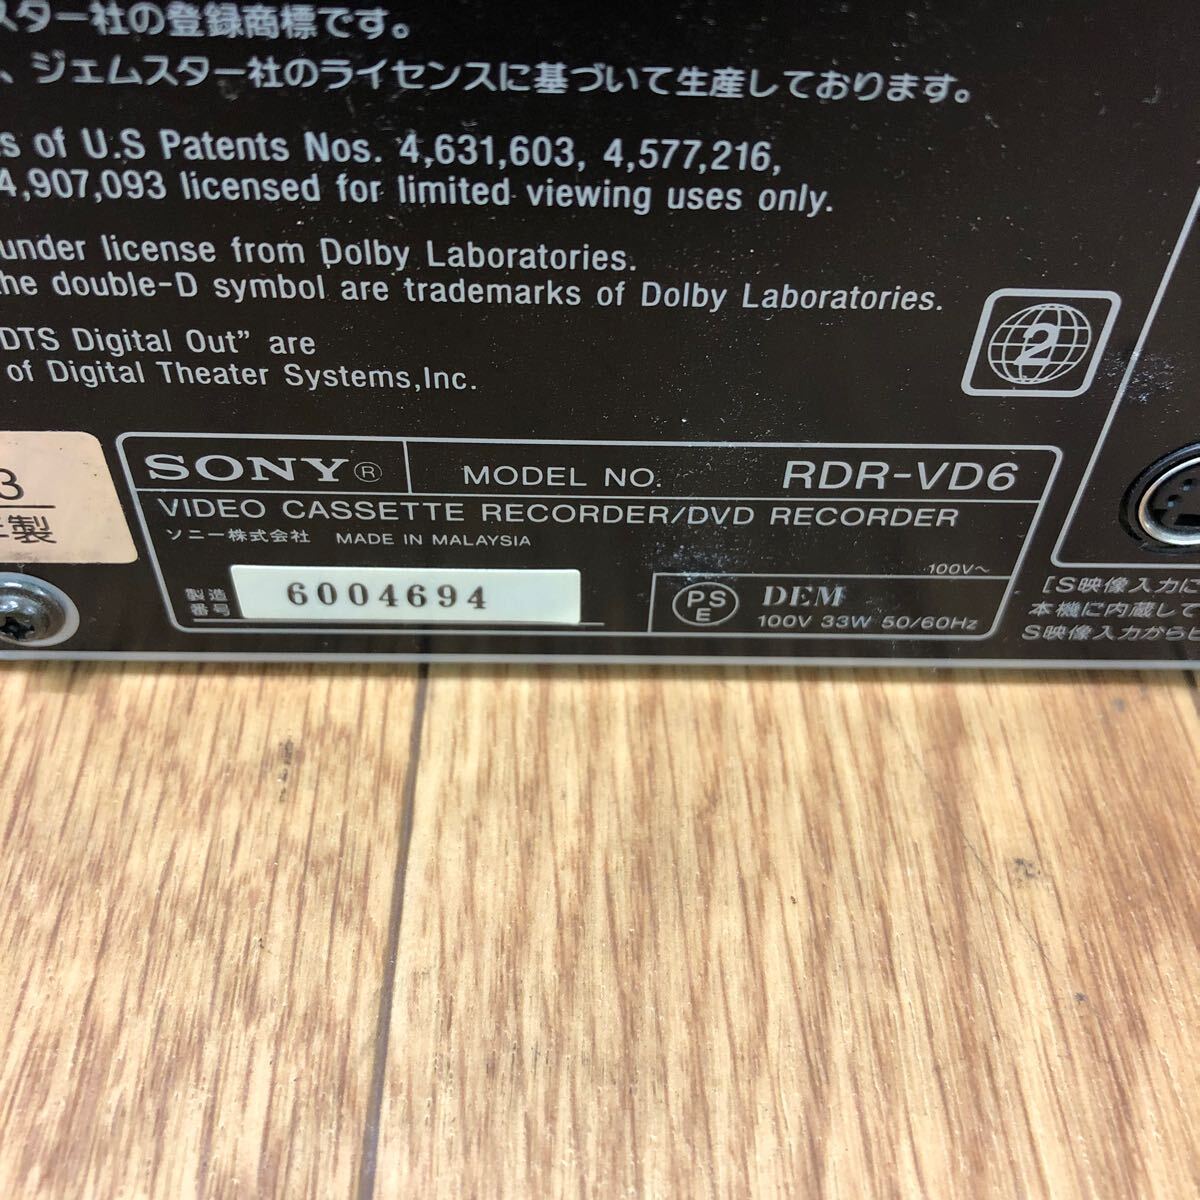 スター社の登録商標です。
、ジェムスター社のライセンスに基づいて生産しております。
s of U.S Patents Nos. 4,631,603, 4,577,216,
4,907,093 licensed for limited viewing uses only.
under license from Dolby Laboratories.
the double-D symbol are trademarks of Dolby Laboratories.
DTS Digital Out” are
of Digital Theater Systems,Inc.
2
3
年製
SONY® MODEL NO. RDR-VD6
VIDEO CASSETTE RECORDER/DVD RECORDER
ソニー株式会社 MADE IN MALAYSIA
100V～
製造番号 6004694
PSE DEM
100V 33W 50/60Hz
[S映像入力に
本機に内蔵して
S映像入力からビ